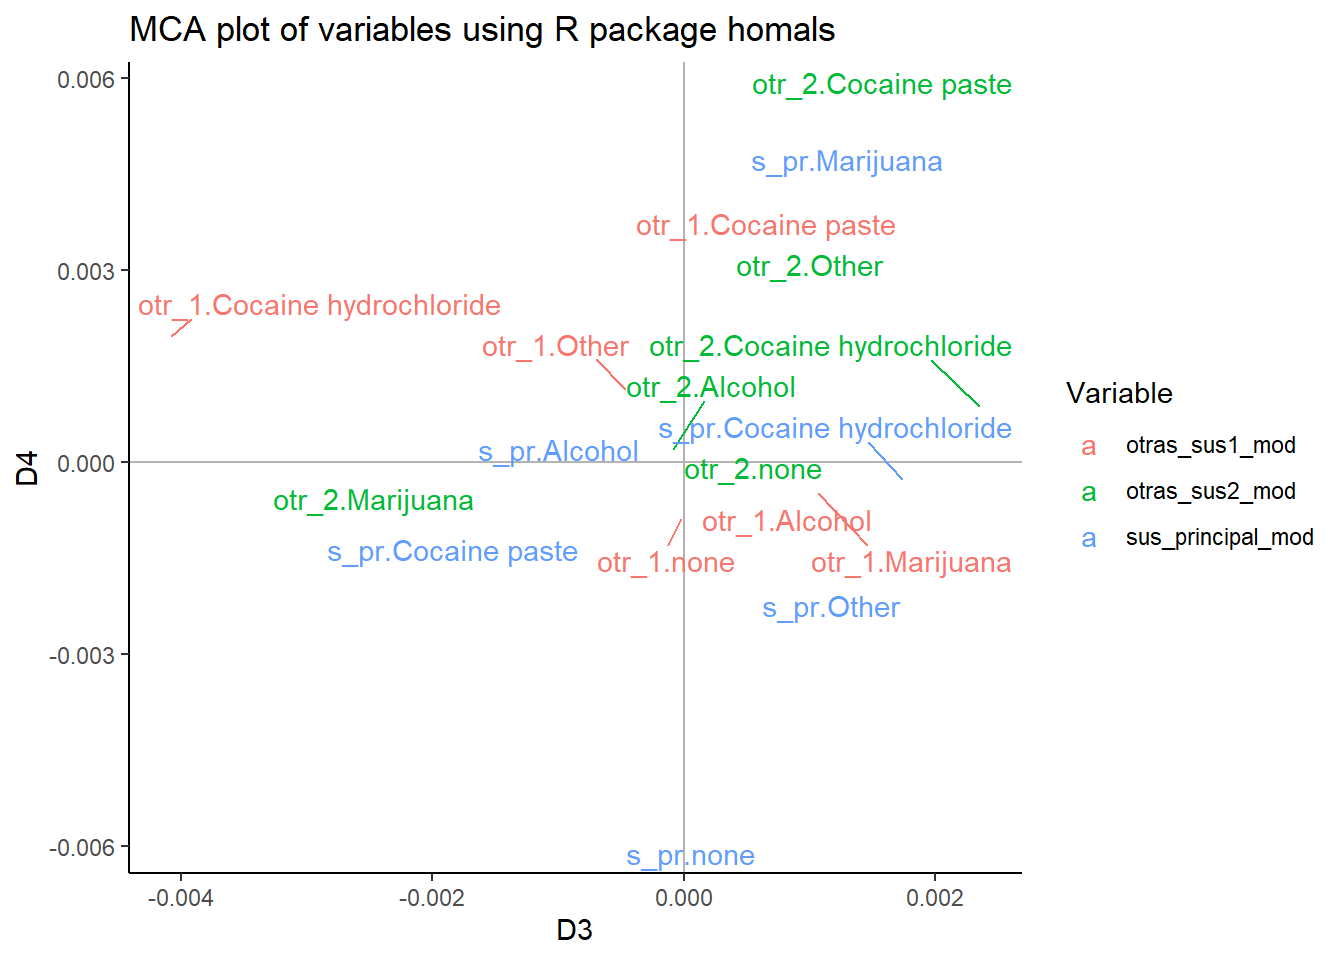 MCA plot of variables using R package homals
0.006
otr_2.Cocaine paste
s_pr.Marijuana
otr_1.Cocaine paste
otr_2.Other
0.003
otr_1.Cocaine hydrochloride
otr_1.Other
otr_2.Cocaine hydrochloride
otr_2.Alcohol
Variable
s_pr.Cocaine hydrochloride
a otras_sus1_mod
s_pr.Alcohol
0.000
D4
otr_2.none
a otras_sus2_mod
otr_2.Marijuana
otr_1.Alcohol
a sus_principal_mod
s_pr.Cocaine paste
otr_1.none
otr_1.Marijuana
s_pr.Other
-0.003
-0.006
s_pr.none
-0.004 -0.002 0.000 0.002
D3